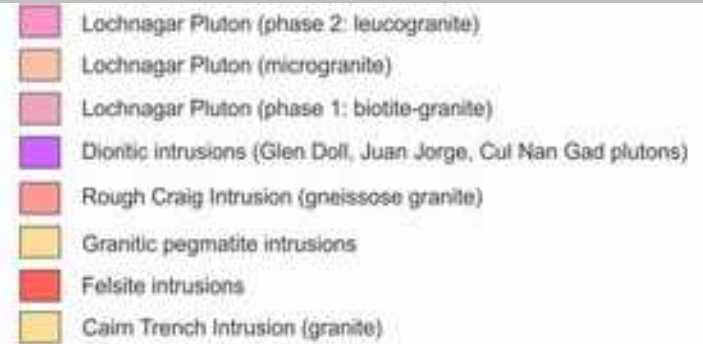 Lochnagar Pluton (phase 2: leucogranite)
Lochnagar Pluton (microgranite)
Lochnagar Pluton (phase 1: biotite-granite)
Dioritic intrusions (Glen Doll, Juan Jorge, Cul Nan Gad plutons)
Rough Craig Intrusion (gneissose granite)
Granitic pegmatite intrusions
Felsite intrusions
Cairn Trench Intrusion (granite)